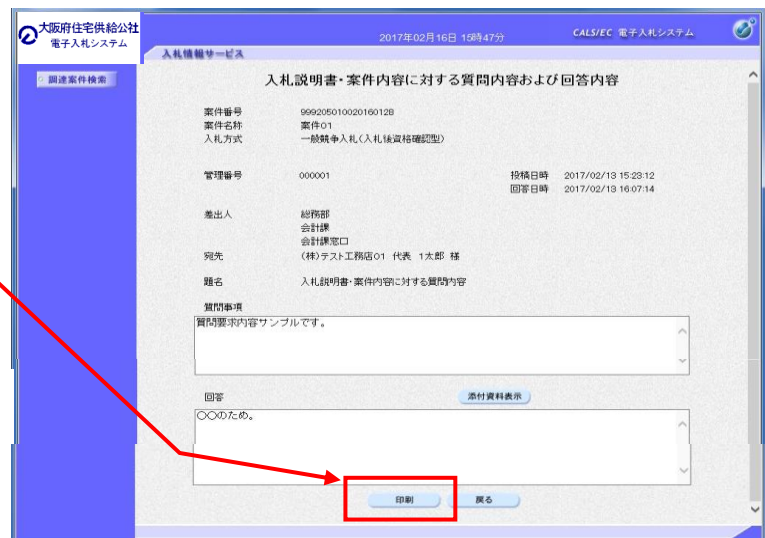 大阪府住宅供給公社
電子入札システム
2017年02月16日 15時47分
CALS/EC 電子入札システム
入札情報サービス
調達案件検索
入札説明書・案件内容に対する質問内容および回答内容
案件番号 999205010020160128
案件名称 案件01
入札方式 一般競争入札(入札後資格確認型)
管理番号 000001 投稿日時 2017/02/13 15:23:12
回答日時 2017/02/13 16:07:14
差出人 総務部
会計課
会計課窓口
宛先 (株)テスト工務店01 代表 1太郎 様
題名 入札説明書・案件内容に対する質問内容
質問事項
質問要求内容サンプルです。
回答 添付資料表示
〇〇のため。
印刷 戻る